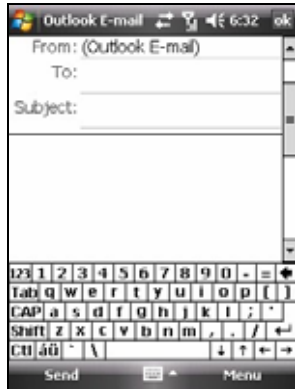 Outlook E-mail 6:32 ok
From: (Outlook E-mail)
To:
Subject:
123 1 2 3 4 5 6 7 8 9 0 - =
Tab q w e r t y u i o p [ ]
CAP a s d f g h j k l ; '
Shift z x c v b n m , . /
Ctl áü ` \
Send Menu